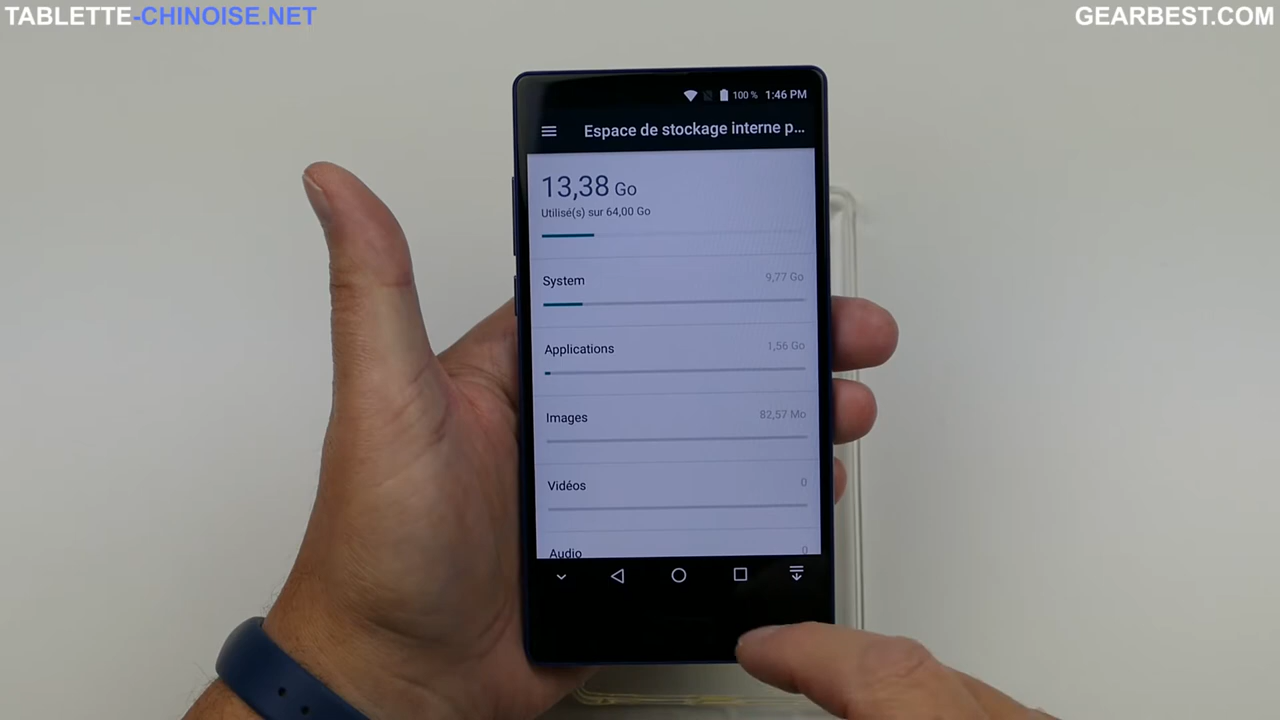 TABLETTE-CHINOISE.NET
GEARBEST.COM
100 % 1:46 PM
Espace de stockage interne p...
13,38 Go
Utilisé(s) sur 64,00 Go
System 9,77 Go
Applications 1,56 Go
Images 82,57 Mo
Vidéos 0
Audio 0